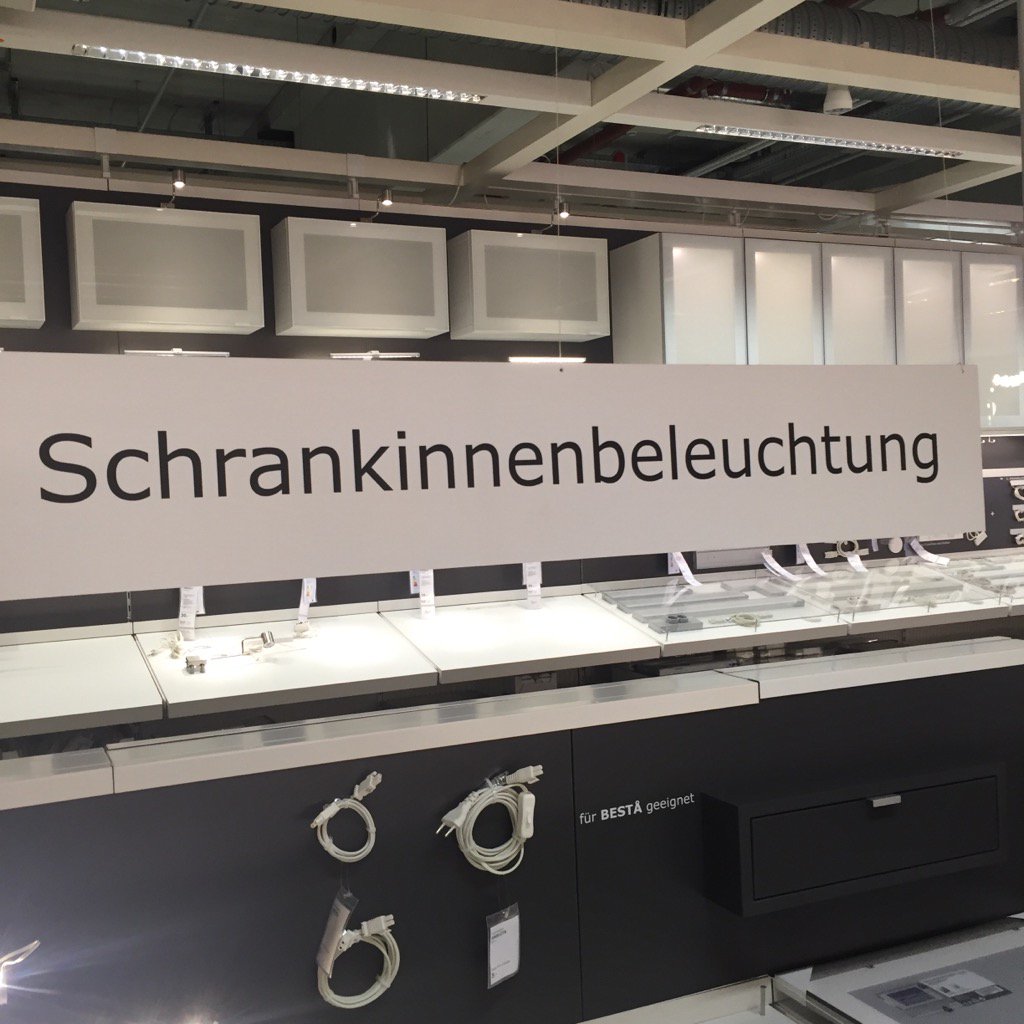 Schrankinnenbeleuchtung
für BESTÅ geeignet